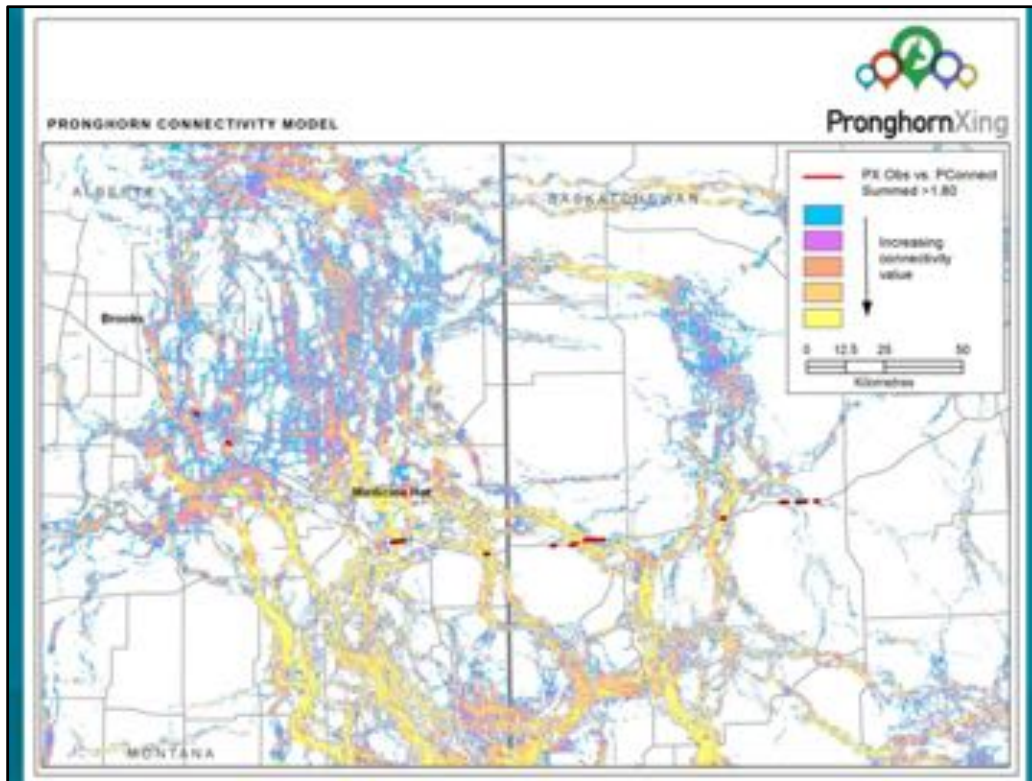 PronghornXing
PRONGHORN CONNECTIVITY MODEL
PX Obs vs. PConnect
Summed >1.80
Increasing
connectivity
value
0 12.5 25 50
Kilometres
ALBERTA
SASKATCHEWAN
Brooks
Medicine Hat
MONTANA